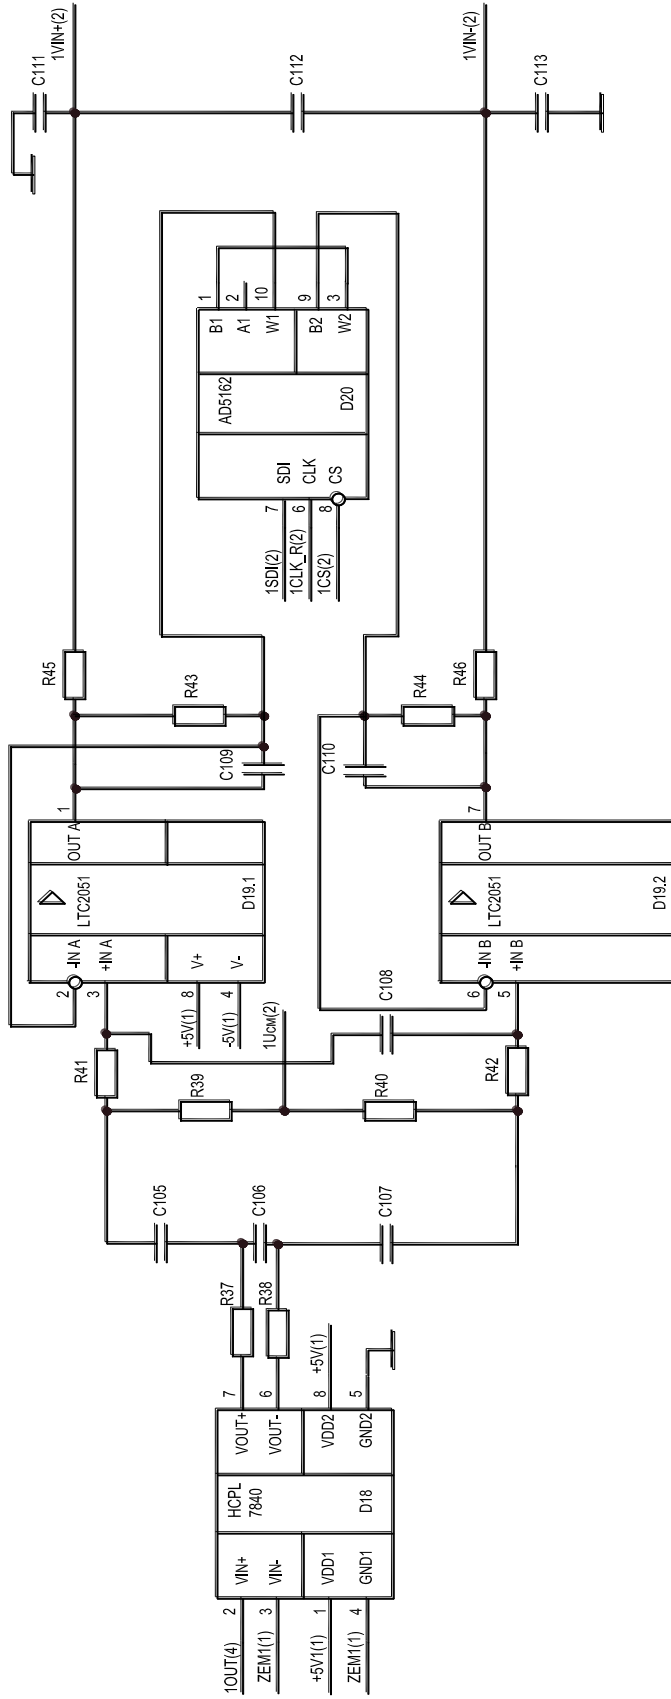 1OUT(4)
ZEM1(1)
+5V1(1)
ZEM1(1)
2
3
1
4
VIN+
VIN-
VDD1
GND1
HCPL
7840
D18
VOUT+
VOUT-
VDD2
GND2
7
6
8
5
+5V(1)
R37
R38
C105
C106
C107
R41
R39
R40
R42
1UCM(2)
C108
+5V(1)
-5V(1)
2
3
8
4
-IN A
+IN A
V+
V-
LTC2051
D19.1
OUT A
1
6
5
-IN B
+IN B
LTC2051
D19.2
OUT B
7
C109
C110
R45
R43
R44
R46
1SDI(2)
1CLK_R(2)
1CS(2)
7
6
8
SDI
CLK
CS
AD5162
D20
B1
A1
W1
B2
W2
1
2
10
9
3
C111
1VIN+(2)
C112
1VIN-(2)
C113